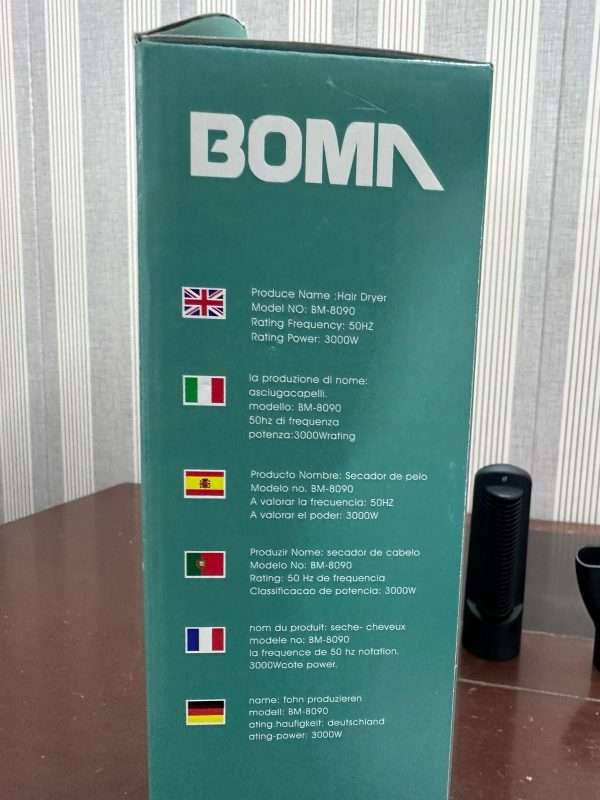 BOMA
Produce Name :Hair Dryer
Model NO: BM-8090
Rating Frequency: 50HZ
Rating Power: 3000W
la produzione di nome:
asciugacapelli.
modello: BM-8090
50hz di frequenza
potenza:3000Wrating
Producto Nombre: Secador de pelo
Modelo no. BM-8090
A valorar la frecuencia: 50HZ
A valorar el poder: 3000W
Produzir Nome: secador de cabelo
Modelo No: BM-8090
Rating: 50 Hz de frequencia
Classificacao de potencia: 3000W
nom du produit: seche- cheveux
modele no: BM-8090
la frequence de 50 hz notation.
3000Wcote power.
name: fohn produzieren
modell: BM-8090
ating:haufigkeit: deutschland
ating-power: 3000W